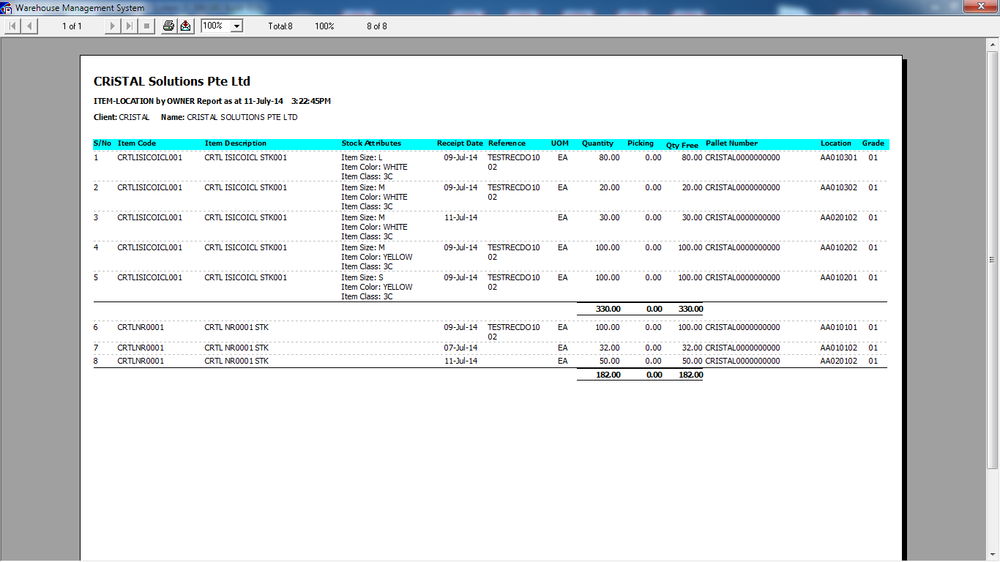 Warehouse Management System
1 of 1 100% Total:8 100% 8 of 8
CRiSTAL Solutions Pte Ltd
ITEM-LOCATION by OWNER Report as at 11-July-14 3:22:45PM
Client: CRISTAL Name: CRISTAL SOLUTIONS PTE LTD
S/No Item Code Item Description Stock Attributes Receipt Date Reference UOM Quantity Picking Qty Free Pallet Number Location Grade
1 CRTLISICOICL001 CRTL ISICOICL STK001 Item Size: L 09-Jul-14 TESTRECDO10 EA 80.00 0.00 80.00 CRISTAL0000000000 AA010301 01
Item Color: WHITE 02
Item Class: 3C
2 CRTLISICOICL001 CRTL ISICOICL STK001 Item Size: M 09-Jul-14 TESTRECDO10 EA 20.00 0.00 20.00 CRISTAL0000000000 AA010302 01
Item Color: WHITE 02
Item Class: 3C
3 CRTLISICOICL001 CRTL ISICOICL STK001 Item Size: M 11-Jul-14 EA 30.00 0.00 30.00 CRISTAL0000000000 AA020102 01
Item Color: WHITE
Item Class: 3C
4 CRTLISICOICL001 CRTL ISICOICL STK001 Item Size: M 09-Jul-14 TESTRECDO10 EA 100.00 0.00 100.00 CRISTAL0000000000 AA010202 01
Item Color: YELLOW 02
Item Class: 3C
5 CRTLISICOICL001 CRTL ISICOICL STK001 Item Size: S 09-Jul-14 TESTRECDO10 EA 100.00 0.00 100.00 CRISTAL0000000000 AA010201 01
Item Color: YELLOW 02
Item Class: 3C
330.00 0.00 330.00
6 CRTLNR0001 CRTL NR0001 STK 09-Jul-14 TESTRECDO10 EA 100.00 0.00 100.00 CRISTAL0000000000 AA010101 01
02
7 CRTLNR0001 CRTL NR0001 STK 07-Jul-14 EA 32.00 0.00 32.00 CRISTAL0000000000 AA010102 01
8 CRTLNR0001 CRTL NR0001 STK 11-Jul-14 EA 50.00 0.00 50.00 CRISTAL0000000000 AA020102 01
182.00 0.00 182.00